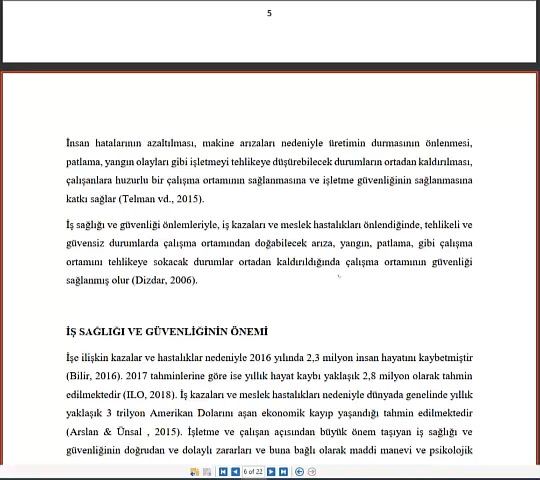 5
İnsan hatalarının azaltılması, makine arızaları nedeniyle üretimin durmasının önlenmesi,
patlama, yangın olayları gibi işletmeyi tehlikeye düşürebilecek durumların ortadan kaldırılması,
çalışanlara huzurlu bir çalışma ortamının sağlanmasına ve işletme güvenliğinin sağlanmasına
katkı sağlar (Telman vd., 2015).
İş sağlığı ve güvenliği önlemleriyle, iş kazaları ve meslek hastalıkları önlendiğinde, tehlikeli ve
güvensiz durumlarda çalışma ortamından doğabilecek arıza, yangın, patlama, gibi çalışma
ortamını tehlikeye sokacak durumlar ortadan kaldırıldığında çalışma ortamının güvenliği
sağlanmış olur (Dizdar, 2006).
İŞ SAĞLIĞI VE GÜVENLİĞİNİN ÖNEMİ
İşe ilişkin kazalar ve hastalıklar nedeniyle 2016 yılında 2,3 milyon insan hayatını kaybetmiştir
(Bilir, 2016). 2017 tahminlerine göre ise yıllık hayat kaybı yaklaşık 2,8 milyon olarak tahmin
edilmektedir (ILO, 2018). İş kazaları ve meslek hastalıkları nedeniyle dünyada genelinde yıllık
yaklaşık 3 trilyon Amerikan Dolarını aşan ekonomik kayıp yaşandığı tahmin edilmektedir
(Arslan & Ünsal , 2015). İşletme ve çalışan açısından büyük önem taşıyan iş sağlığı ve
güvenliğinin doğrudan ve dolaylı zararları ve buna bağlı olarak maddi manevi ve psikolojik
6 of 22